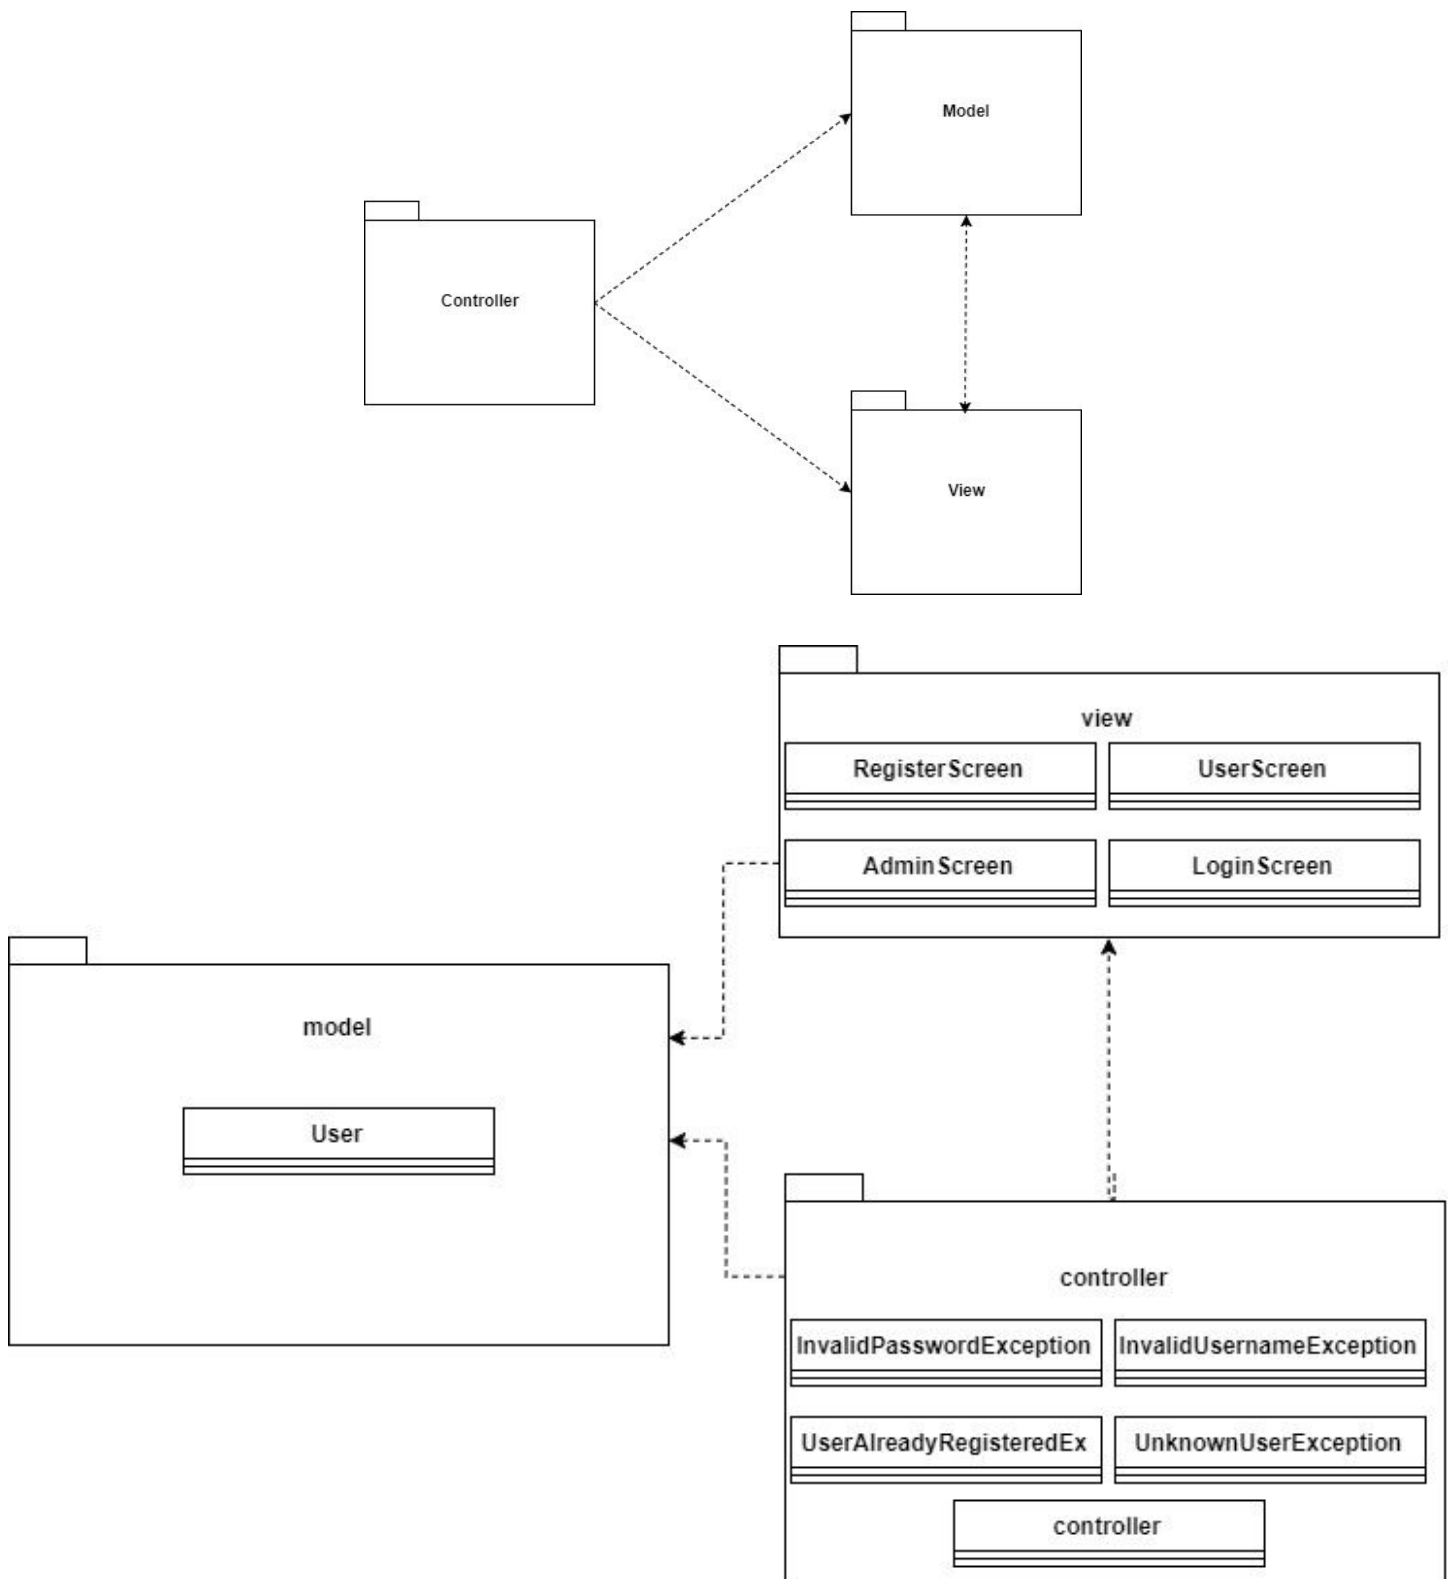 Model
Controller
View
view
RegisterScreen
UserScreen
AdminScreen
LoginScreen
model
User
controller
InvalidPasswordException
InvalidUsernameException
UserAlreadyRegisteredEx
UnknownUserException
controller